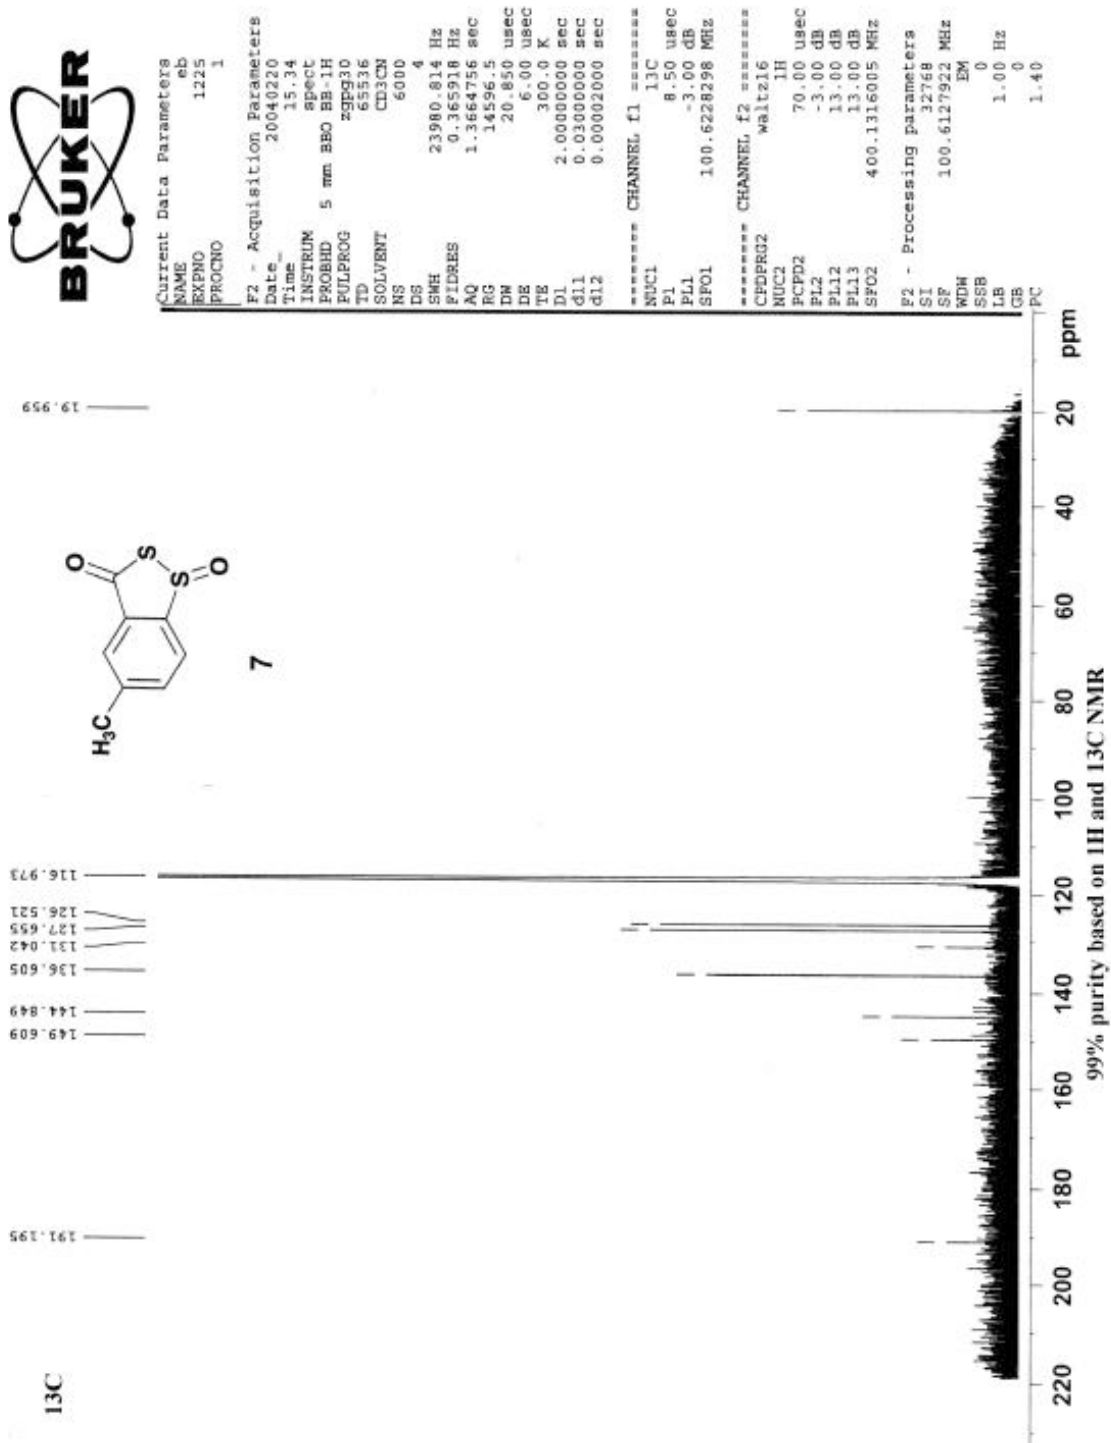 13C
191.195
149.609
144.849
136.605
131.042
127.655
126.521
116.973
19.959
H₃C
O
S
S
O
7
BRUKER
Current Data Parameters
NAME eb
EXPNO 1225
PROCNO 1
F2 - Acquisition Parameters
Date_ 20040220
Time 15.34
INSTRUM spect
PROBHD 5 mm BBO BB-1H
PULPROG zgpg30
TD 65536
SOLVENT CD3CN
NS 6000
DS 4
SWH 23980.814 Hz
FIDRES 0.365918 Hz
AQ 1.3664756 sec
RG 14596.5
DW 20.850 usec
DE 6.00 usec
TE 300.0 K
D1 2.00000000 sec
d11 0.03000000 sec
d12 0.00002000 sec
======== CHANNEL f1 ========
NUC1 13C
P1 8.50 usec
PL1 -3.00 dB
SFO1 100.6228298 MHz
======== CHANNEL f2 ========
CPDPRG2 waltz16
NUC2 1H
PCPD2 70.00 usec
PL2 -3.00 dB
PL12 13.00 dB
PL13 13.00 dB
SFO2 400.1316005 MHz
F2 - Processing parameters
SI 32768
SF 100.6127922 MHz
WDW EM
SSB 0
LB 1.00 Hz
GB 0
PC 1.40
220 200 180 160 140 120 100 80 60 40 20 ppm
99% purity based on 1H and 13C NMR